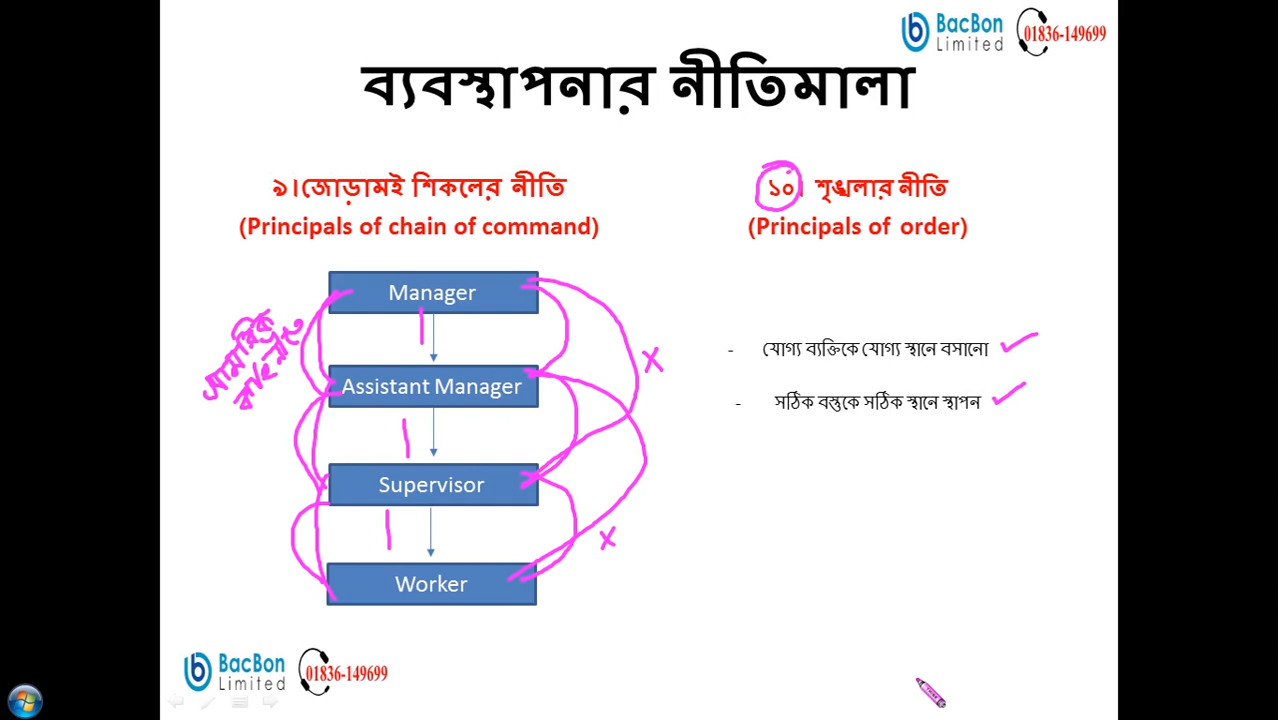 BacBon
Limited
01836-149699
ব্যবস্থাপনার নীতিমালা
৯।জোড়ামই শিকলের নীতি
(Principals of chain of command)
Manager
Assistant Manager
Supervisor
Worker
১০। শৃঙ্খলার নীতি
(Principals of order)
- যোগ্য ব্যক্তিকে যোগ্য স্থানে বসানো
- সঠিক বস্তুকে সঠিক স্থানে স্থাপন
BacBon
Limited
01836-149699